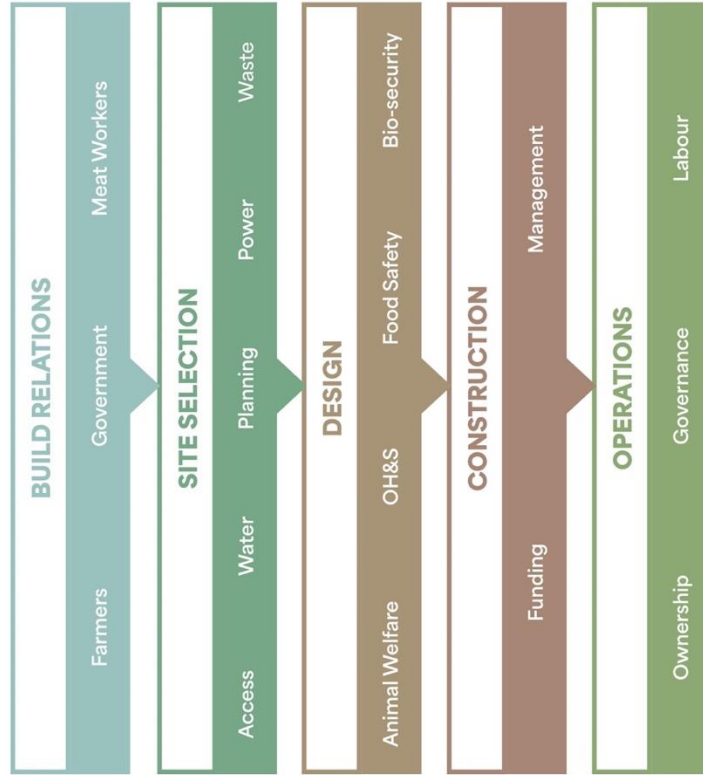 BUILD RELATIONS
Farmers Government Meat Workers
SITE SELECTION
Access Water Planning Power Waste
DESIGN
Animal Welfare OH&S Food Safety Bio-security
CONSTRUCTION
Funding Management
OPERATIONS
Ownership Governance Labour